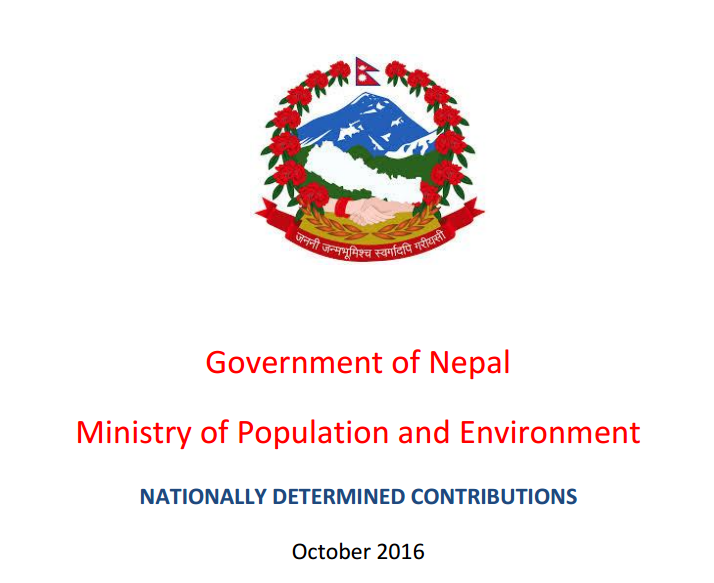 जननी जन्मभूमिश्च स्वर्गादपि गरीयसी
Government of Nepal
Ministry of Population and Environment
NATIONALLY DETERMINED CONTRIBUTIONS
October 2016